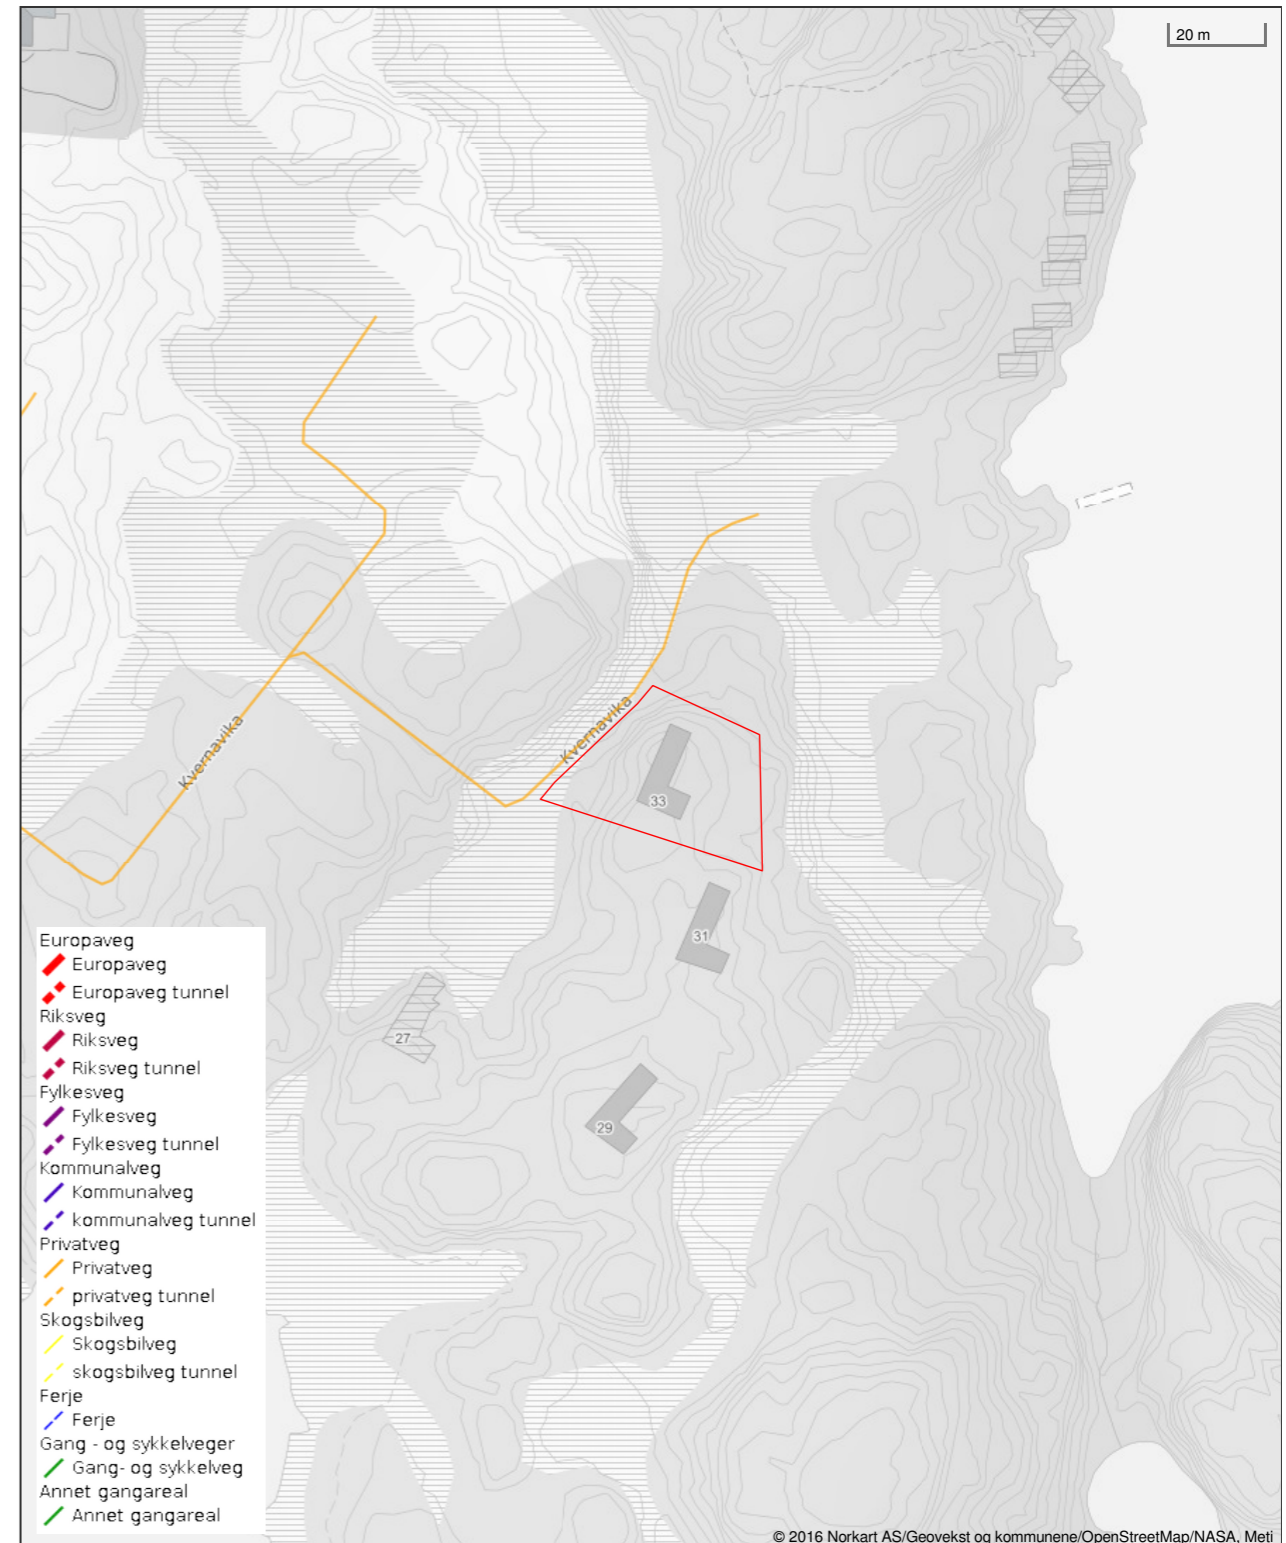 20 m
Kvernavika
Kvernavika
33
31
27
29
Europaveg
Europaveg
Europaveg tunnel
Riksveg
Riksveg
Riksveg tunnel
Fylkesveg
Fylkesveg
Fylkesveg tunnel
Kommunalveg
Kommunalveg
kommunalveg tunnel
Privatveg
Privatveg
privatveg tunnel
Skogsbilveg
Skogsbilveg
skogsbilveg tunnel
Ferje
Ferje
Gang - og sykkelveger
Gang- og sykkelveg
Annet gangareal
Annet gangareal
© 2016 Norkart AS/Geovekst og kommunene/OpenStreetMap/NASA, Meti